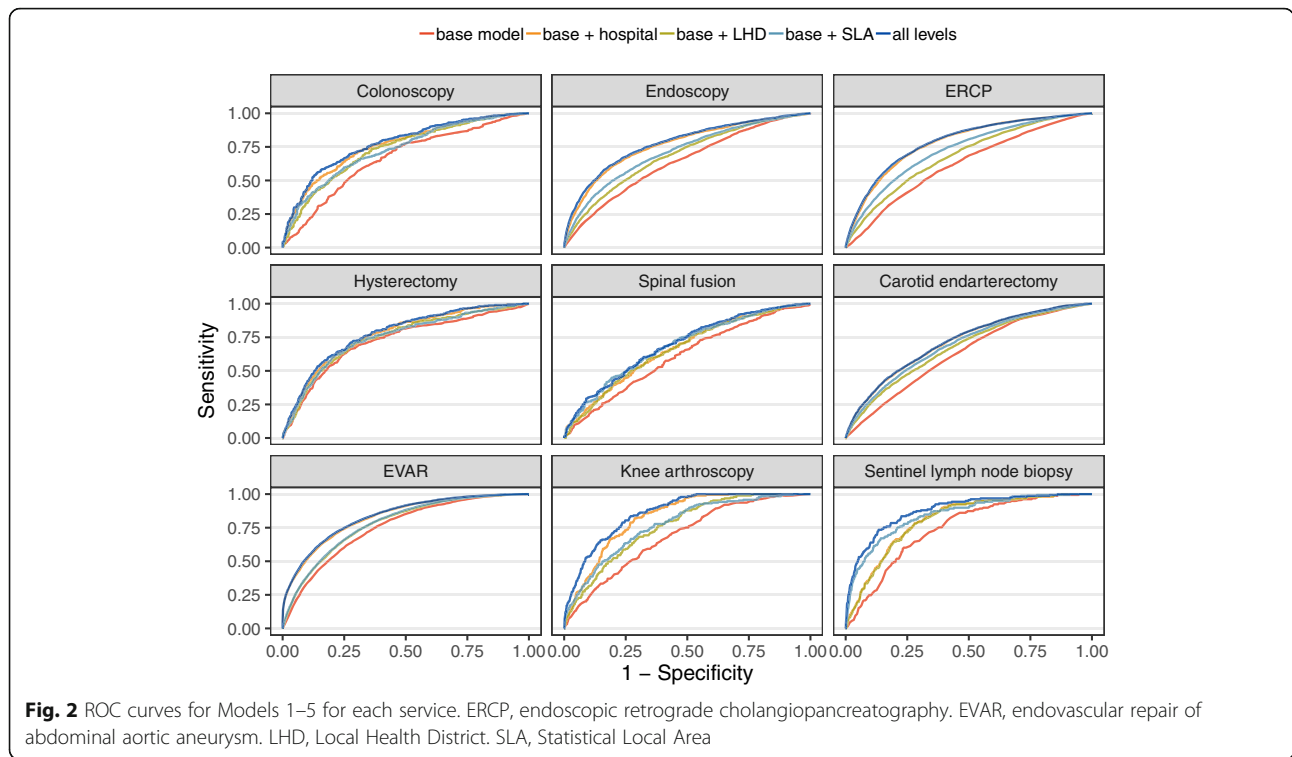 base model base + hospital base + LHD base + SLA all levels
Colonoscopy Endoscopy ERCP
1.00
0.75
0.50
0.25
0.00
Hysterectomy Spinal fusion Carotid endarterectomy
1.00
0.75
0.50
0.25
0.00
EVAR Knee arthroscopy Sentinel lymph node biopsy
1.00
0.75
0.50
0.25
0.00
Sensitivity
0.00 0.25 0.50 0.75 1.00 0.00 0.25 0.50 0.75 1.00 0.00 0.25 0.50 0.75 1.00
1 − Specificity
Fig. 2 ROC curves for Models 1–5 for each service. ERCP, endoscopic retrograde cholangiopancreatography. EVAR, endovascular repair of
abdominal aortic aneurysm. LHD, Local Health District. SLA, Statistical Local Area